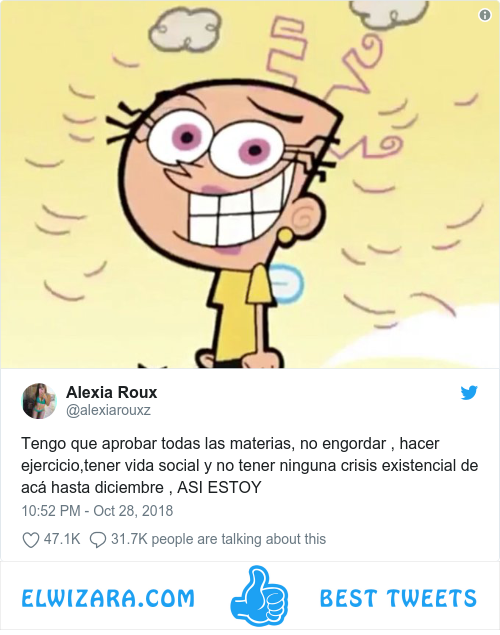 Alexia Roux
@alexiarouxz
Tengo que aprobar todas las materias, no engordar , hacer
ejercicio,tener vida social y no tener ninguna crisis existencial de
acá hasta diciembre , ASI ESTOY
10:52 PM - Oct 28, 2018
47.1K 31.7K people are talking about this
ELWIZARA.COM BEST TWEETS